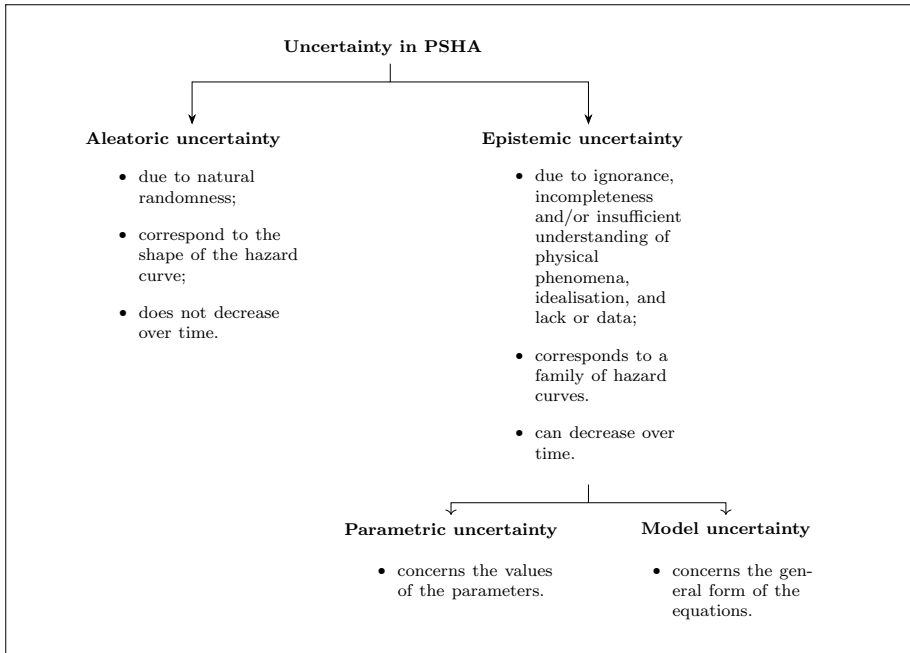 Uncertainty in PSHA
Aleatoric uncertainty
• due to natural
randomness;
• correspond to the
shape of the hazard
curve;
• does not decrease
over time.
Epistemic uncertainty
• due to ignorance,
incompleteness
and/or insufficient
understanding of
physical
phenomena,
idealisation, and
lack or data;
• corresponds to a
family of hazard
curves.
• can decrease over
time.
Parametric uncertainty
• concerns the values
of the parameters.
Model uncertainty
• concerns the gen-
eral form of the
equations.